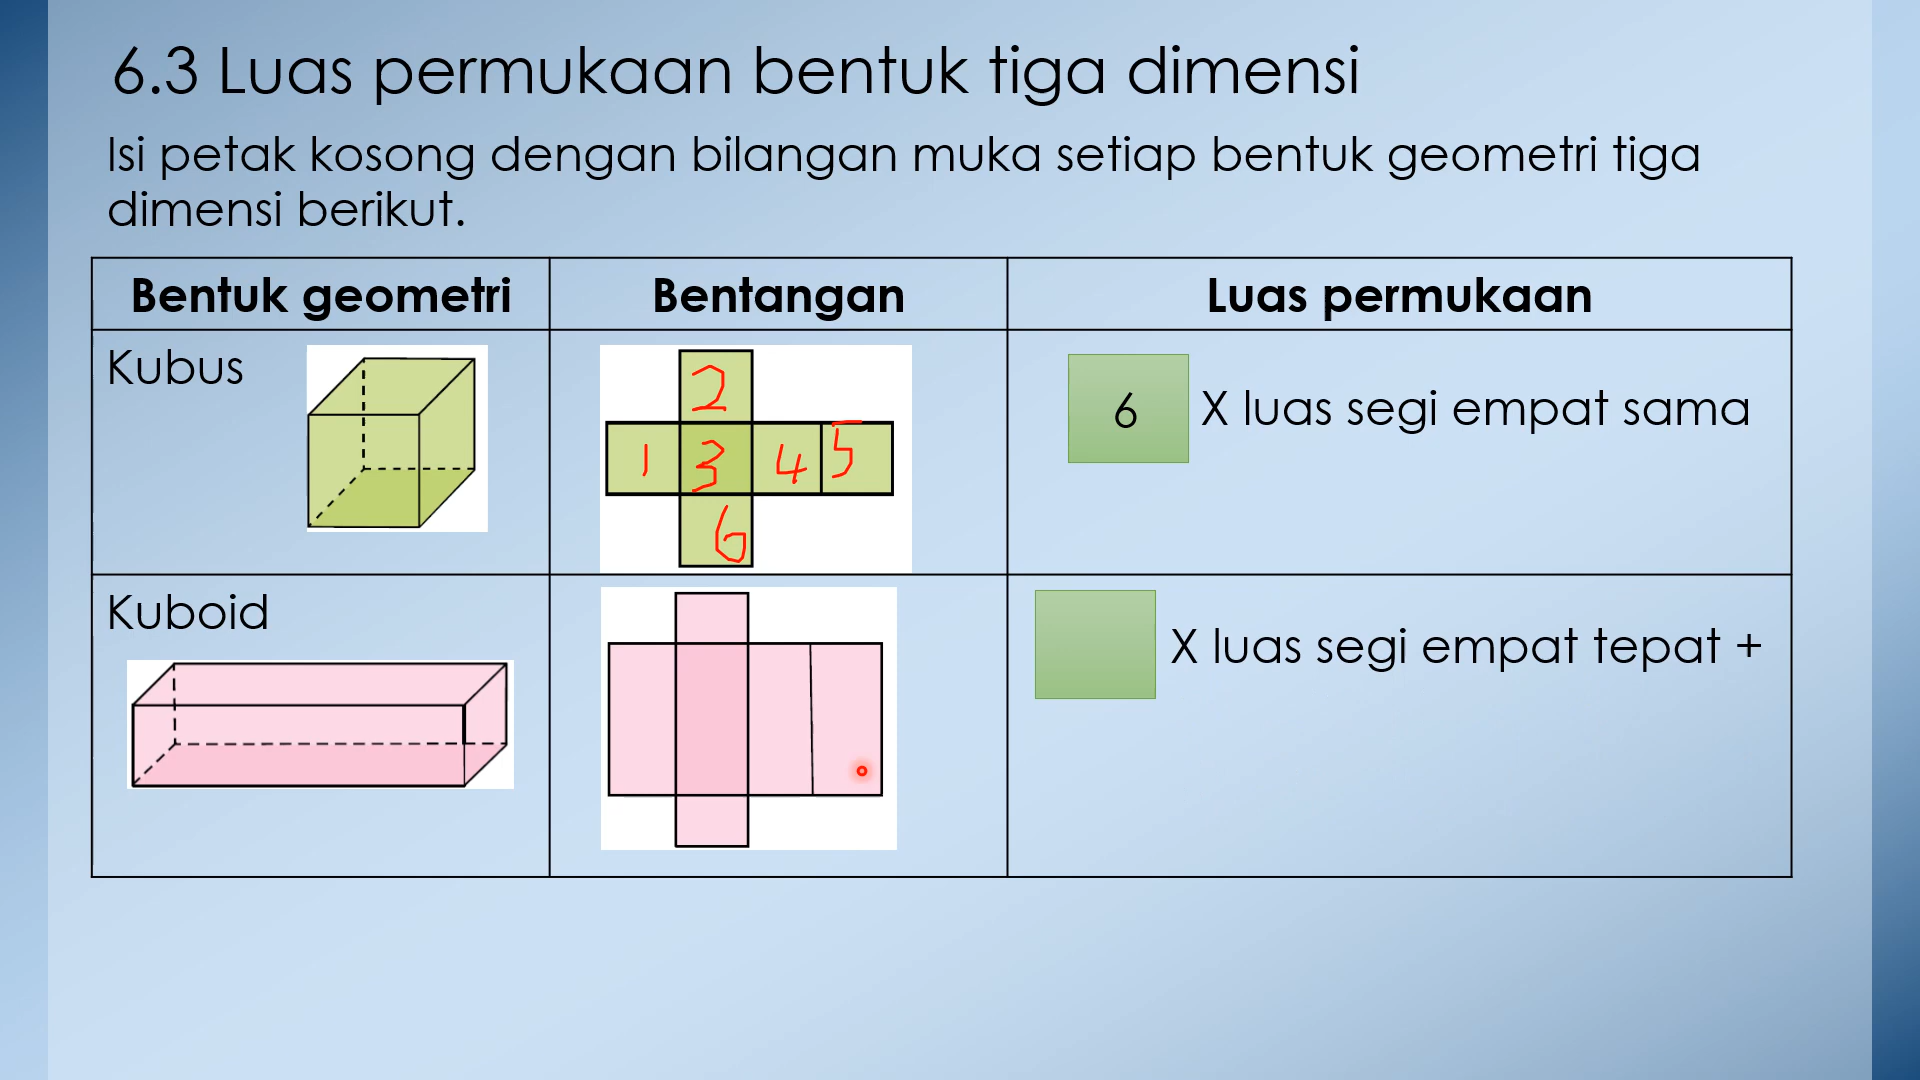 6.3 Luas permukaan bentuk tiga dimensi
Isi petak kosong dengan bilangan muka setiap bentuk geometri tiga
dimensi berikut.
Bentuk geometri Bentangan Luas permukaan
Kubus
2
1 3 4 5
6
6 X luas segi empat sama
Kuboid
X luas segi empat tepat +